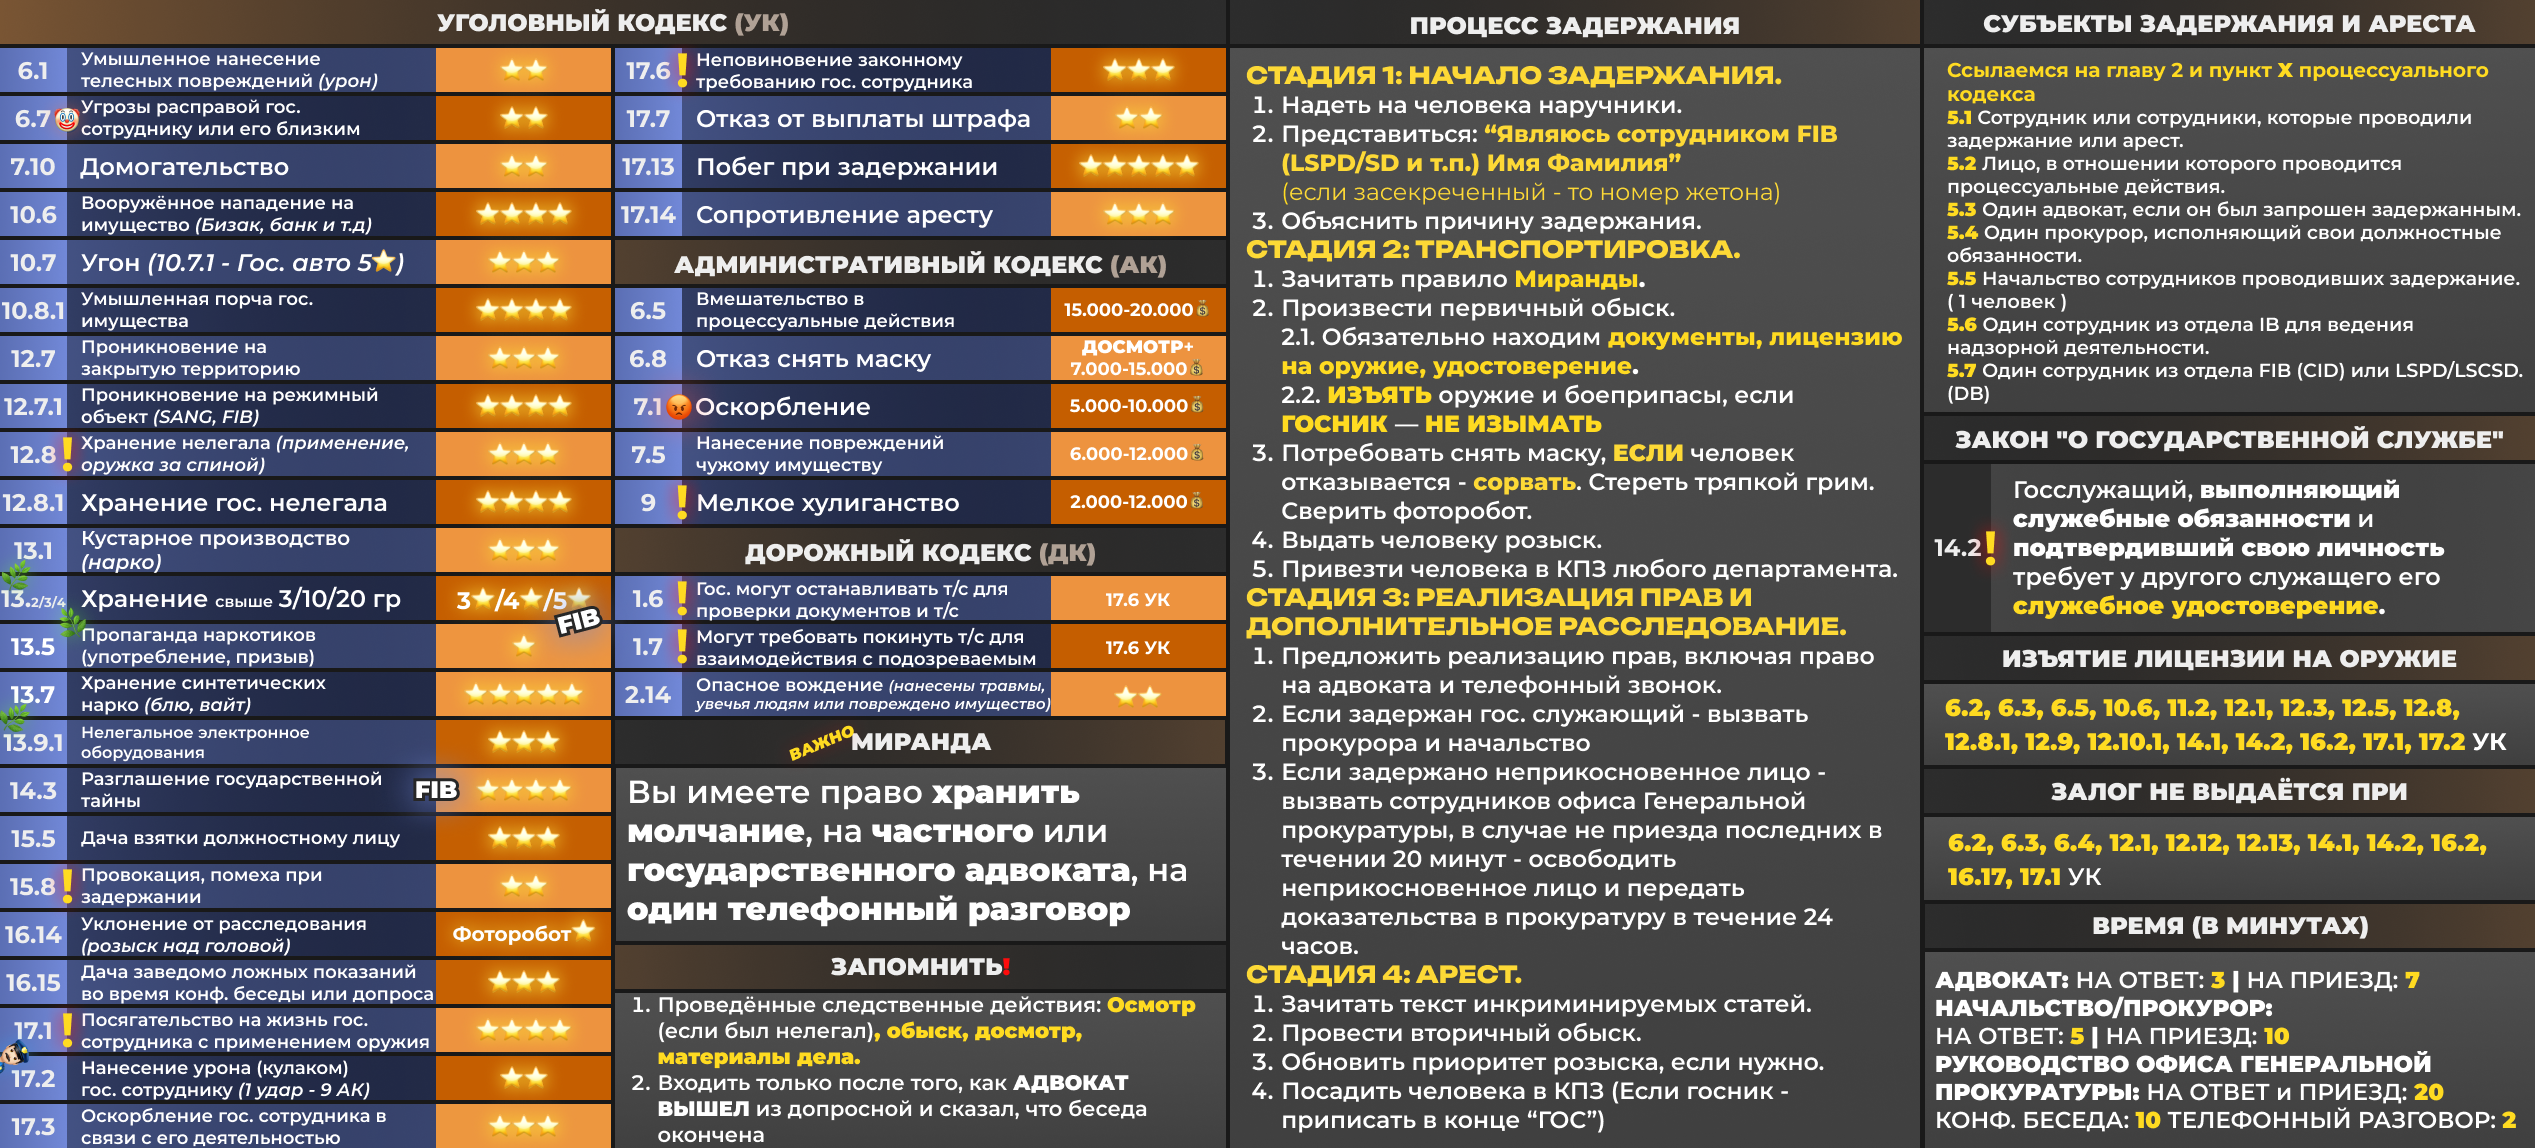 УГОЛОВНЫЙ КОДЕКС (УК)
6.1
Умышленное нанесение
телесных повреждений (урон)
6.7
Угрозы расправой гос.
сотруднику или его близким
7.10
Домогательство
10.6
Вооружённое нападение на
имущество (Бизак, банк и т.д)
10.7
Угон (10.7.1 - Гос. авто 5⭐)
10.8.1
Умышленная порча гос.
имущества
12.7
Проникновение на
закрытую территорию
12.7.1
Проникновение на режимный
объект (SANG, FIB)
12.8
Хранение нелегала (применение,
оружка за спиной)
12.8.1
Хранение гос. нелегала
13.1
Кустарное производство
(нарко)
13.2/3/4
Хранение свыше 3/10/20 гр
3⭐/4⭐/5⭐
FIB
13.5
Пропаганда наркотиков
(употребление, призыв)
13.7
Хранение синтетических
нарко (блю, вайт)
13.9.1
Нелегальное электронное
оборудования
14.3
Разглашение государственной
тайны
FIB
15.5
Дача взятки должностному лицу
15.8
Провокация, помеха при
задержании
16.14
Уклонение от расследования
(розыск над головой)
Фоторобот⭐
16.15
Дача заведомо ложных показаний
во время конф. беседы или допроса
17.1
Посягательство на жизнь гос.
сотрудника с применением оружия
17.2
Нанесение урона (кулаком)
гос. сотруднику (1 удар - 9 АК)
17.3
Оскорбление гос. сотрудника в
связи с его деятельностью
17.6
Неповиновение законному
требованию гос. сотрудника
17.7
Отказ от выплаты штрафа
17.13
Побег при задержании
17.14
Сопротивление аресту
АДМИНИСТРАТИВНЫЙ КОДЕКС (АК)
6.5
Вмешательство в
процессуальные действия
15.000-20.000
6.8
Отказ снять маску
ДОСМОТР+
7.000-15.000
7.1
Оскорбление
5.000-10.000
7.5
Нанесение повреждений
чужому имуществу
6.000-12.000
9
Мелкое хулиганство
2.000-12.000
ДОРОЖНЫЙ КОДЕКС (ДК)
1.6
Гос. могут останавливать т/с для
проверки документов и т/с
17.6 УК
1.7
Могут требовать покинуть т/с для
взаимодействия с подозреваемым
17.6 УК
2.14
Опасное вождение (нанесены травмы,
увечья людям или повреждено имущество)
ВАЖНО
МИРАНДА
Вы имеете право хранить
молчание, на частного или
государственного адвоката, на
один телефонный разговор
ЗАПОМНИТЬ!
1. Проведённые следственные действия: Осмотр
(если был нелегал), обыск, досмотр,
материалы дела.
2. Входить только после того, как АДВОКАТ
ВЫШЕЛ из допросной и сказал, что беседа
окончена
ПРОЦЕСС ЗАДЕРЖАНИЯ
СТАДИЯ 1: НАЧАЛО ЗАДЕРЖАНИЯ.
1. Надеть на человека наручники.
2. Представиться: “Являюсь сотрудником FIB
(LSPD/SD и т.п.) Имя Фамилия”
(если засекреченный - то номер жетона)
3. Объяснить причину задержания.
СТАДИЯ 2: ТРАНСПОРТИРОВКА.
1. Зачитать правило Миранды.
2. Произвести первичный обыск.
2.1. Обязательно находим документы, лицензию
на оружие, удостоверение.
2.2. ИЗЪЯТЬ оружие и боеприпасы, если
ГОСНИК — НЕ ИЗЫМАТЬ
3. Потребовать снять маску, ЕСЛИ человек
отказывается - сорвать. Стереть тряпкой грим.
Сверить фоторобот.
4. Выдать человеку розыск.
5. Привезти человека в КПЗ любого департамента.
СТАДИЯ 3: РЕАЛИЗАЦИЯ ПРАВ И
ДОПОЛНИТЕЛЬНОЕ РАССЛЕДОВАНИЕ.
1. Предложить реализацию прав, включая право
на адвоката и телефонный звонок.
2. Если задержан гос. служающий - вызвать
прокурора и начальство
3. Если задержано неприкосновенное лицо -
вызвать сотрудников офиса Генеральной
прокуратуры, в случае не приезда последних в
течении 20 минут - освободить
неприкосновенное лицо и передать
доказательства в прокуратуру в течение 24
часов.
СТАДИЯ 4: АРЕСТ.
1. Зачитать текст инкриминируемых статей.
2. Провести вторичный обыск.
3. Обновить приоритет розыска, если нужно.
4. Посадить человека в КПЗ (Если госник -
приписать в конце “ГОС”)
СУБЪЕКТЫ ЗАДЕРЖАНИЯ И АРЕСТА
Ссылаемся на главу 2 и пункт X процессуального
кодекса
5.1 Сотрудник или сотрудники, которые проводили
задержание или арест.
5.2 Лицо, в отношении которого проводится
процессуальные действия.
5.3 Один адвокат, если он был запрошен задержанным.
5.4 Один прокурор, исполняющий свои должностные
обязанности.
5.5 Начальство сотрудников проводивших задержание.
( 1 человек )
5.6 Один сотрудник из отдела IB для ведения
надзорной деятельности.
5.7 Один сотрудник из отдела FIB (CID) или LSPD/LSCSD.
(DB)
ЗАКОН "О ГОСУДАРСТВЕННОЙ СЛУЖБЕ"
14.2
Госслужащий, выполняющий
служебные обязанности и
подтвердивший свою личность
требует у другого служащего его
служебное удостоверение.
ИЗЪЯТИЕ ЛИЦЕНЗИИ НА ОРУЖИЕ
6.2, 6.3, 6.5, 10.6, 11.2, 12.1, 12.3, 12.5, 12.8,
12.8.1, 12.9, 12.10.1, 14.1, 14.2, 16.2, 17.1, 17.2 УК
ЗАЛОГ НЕ ВЫДАЁТСЯ ПРИ
6.2, 6.3, 6.4, 12.1, 12.12, 12.13, 14.1, 14.2, 16.2,
16.17, 17.1 УК
ВРЕМЯ (В МИНУТАХ)
АДВОКАТ: НА ОТВЕТ: 3 | НА ПРИЕЗД: 7
НАЧАЛЬСТВО/ПРОКУРОР:
НА ОТВЕТ: 5 | НА ПРИЕЗД: 10
РУКОВОДСТВО ОФИСА ГЕНЕРАЛЬНОЙ
ПРОКУРАТУРЫ: НА ОТВЕТ и ПРИЕЗД: 20
КОНФ. БЕСЕДА: 10 ТЕЛЕФОННЫЙ РАЗГОВОР: 2